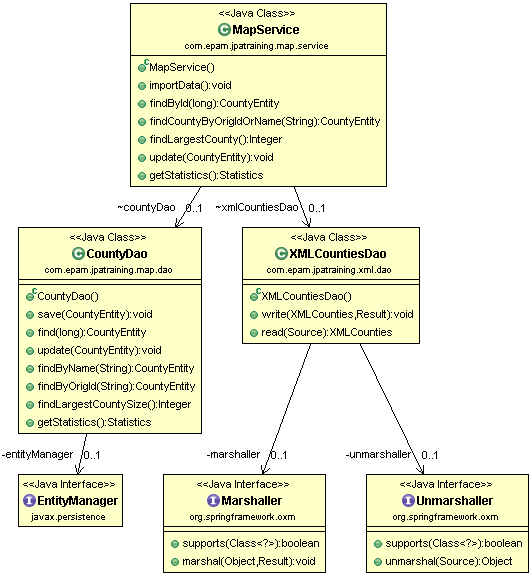 <<Java Class>>
MapService
com.epam.jpatraining.map.service
MapService()
importData():void
findById(long):CountyEntity
findCountyByOrigIdOrName(String):CountyEntity
findLargestCounty():Integer
update(CountyEntity):void
getStatistics():Statistics
~countyDao 0..1
~xmlCountiesDao 0..1
<<Java Class>>
CountyDao
com.epam.jpatraining.map.dao
CountyDao()
save(CountyEntity):void
find(long):CountyEntity
update(CountyEntity):void
findByName(String):CountyEntity
findByOrigId(String):CountyEntity
findLargestCountySize():Integer
getStatistics():Statistics
<<Java Class>>
XMLCountiesDao
com.epam.jpatraining.xml.dao
XMLCountiesDao()
write(XMLCounties,Result):void
read(Source):XMLCounties
-entityManager 0..1
-marshaller 0..1
-unmarshaller 0..1
<<Java Interface>>
EntityManager
javax.persistence
<<Java Interface>>
Marshaller
org.springframework.oxm
supports(Class<?>):boolean
marshal(Object,Result):void
<<Java Interface>>
Unmarshaller
org.springframework.oxm
supports(Class<?>):boolean
unmarshal(Source):Object